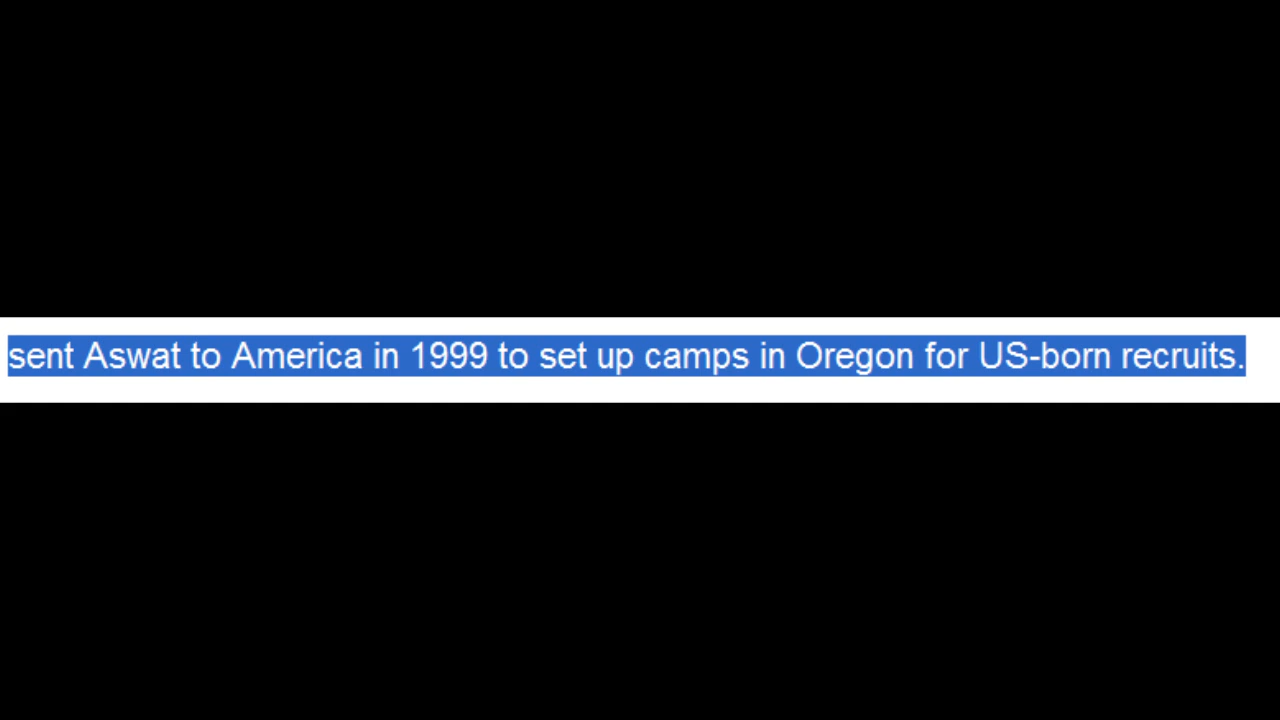 sent Aswat to America in 1999 to set up camps in Oregon for US-born recruits.